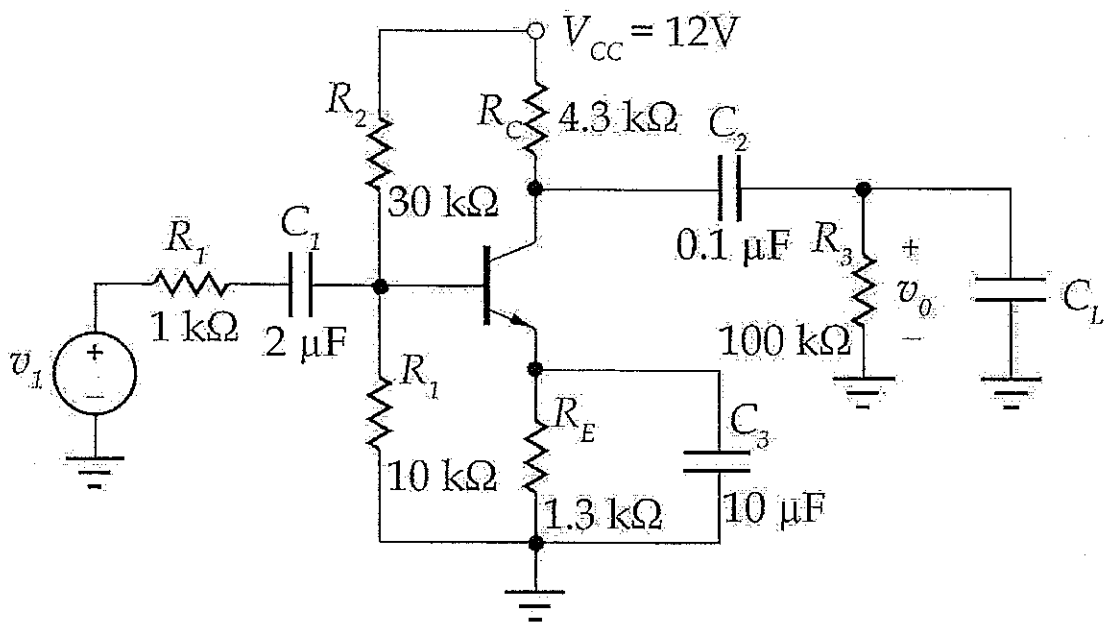 V_CC = 12V
R_2
R_C
4.3 kΩ
C_2
30 kΩ
C_1
R_1
0.1 μF
R_3
+
v_0
−
C_L
1 kΩ
2 μF
100 kΩ
v_1
+
−
R_1
R_E
C_3
10 kΩ
1.3 kΩ
10 μF